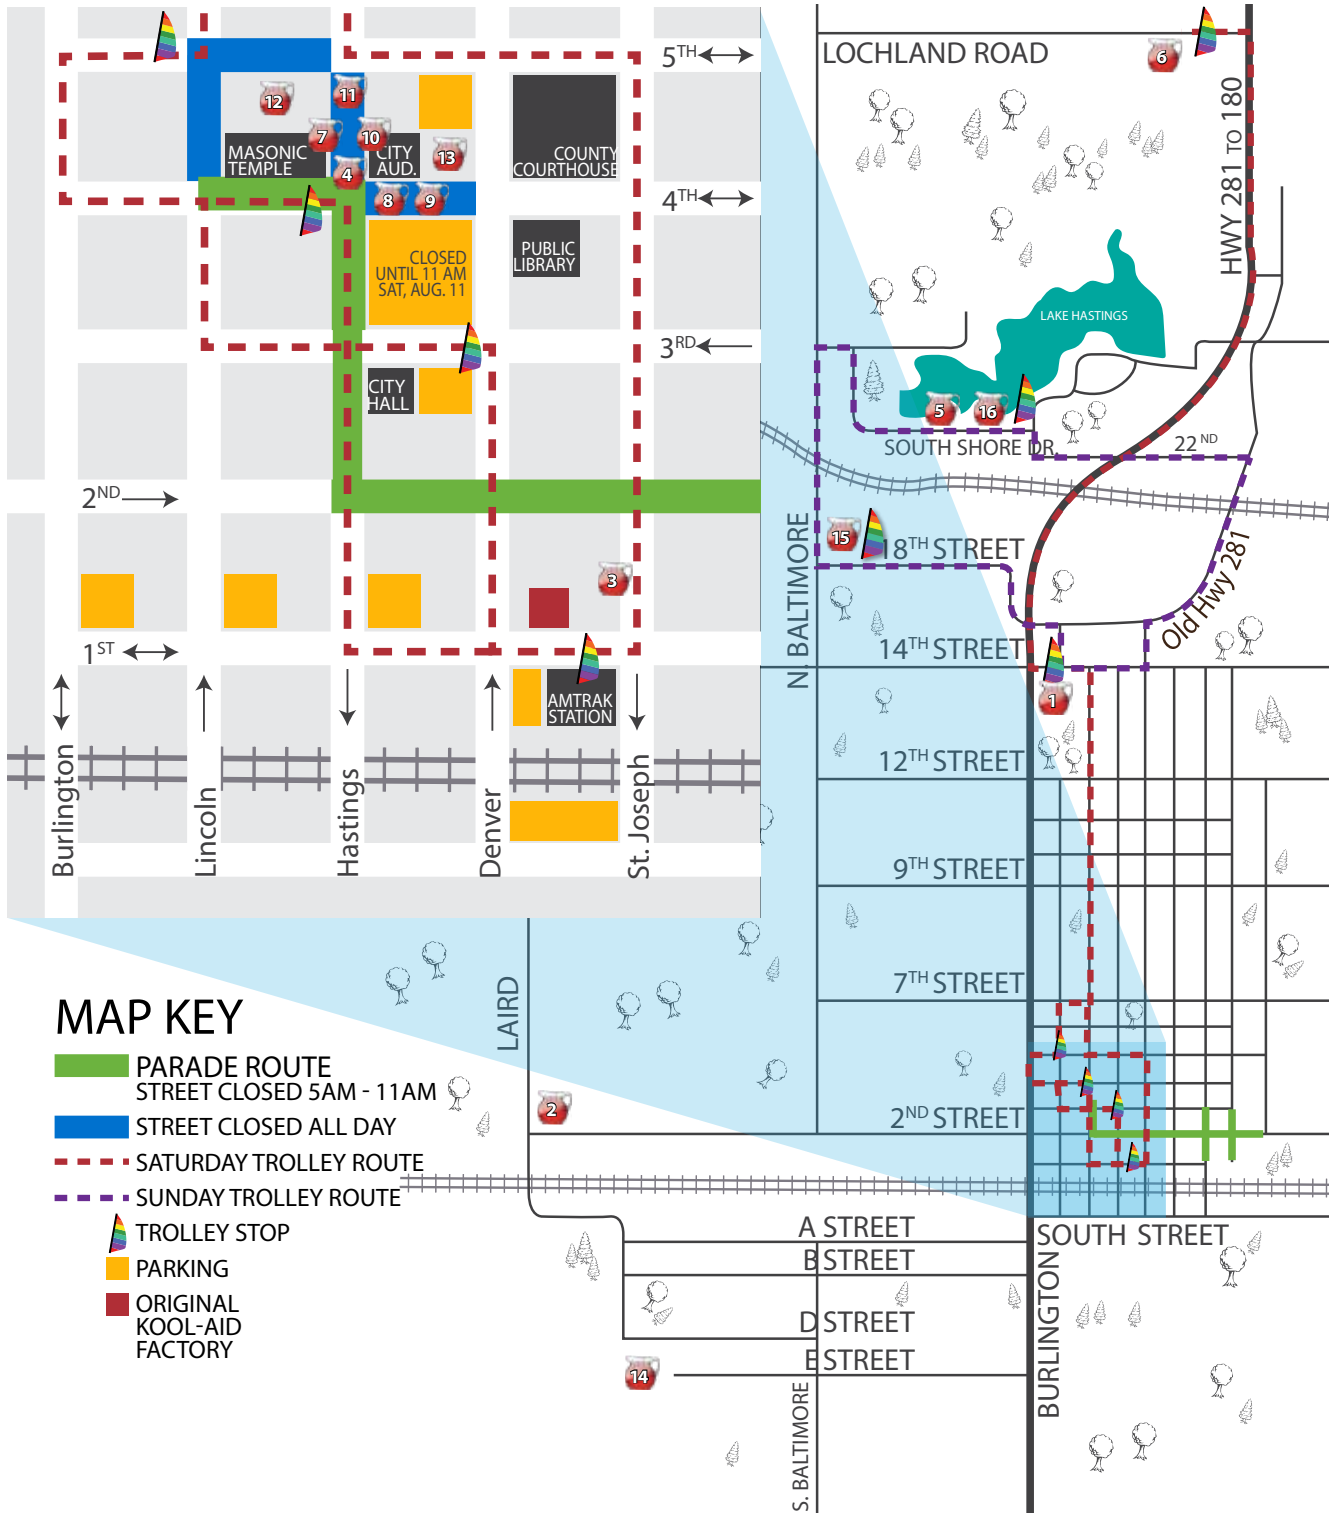 5TH
4TH
3RD
2ND
1ST
12
11
7
10
13
4
8
9
3
MASONIC
TEMPLE
CITY
AUD.
COUNTY
COURTHOUSE
CLOSED
UNTIL 11 AM
SAT, AUG. 11
PUBLIC
LIBRARY
CITY
HALL
AMTRAK
STATION
Burlington
Lincoln
Hastings
Denver
St. Joseph
LOCHLAND ROAD
6
HWY 281 TO 180
LAKE HASTINGS
5
16
SOUTH SHORE DR.
22ND
15
18TH STREET
N. BALTIMORE
Old Hwy 281
14TH STREET
1
12TH STREET
9TH STREET
7TH STREET
LAIRD
2
2ND STREET
A STREET
SOUTH STREET
B STREET
D STREET
E STREET
14
S. BALTIMORE
BURLINGTON
MAP KEY
PARADE ROUTE
STREET CLOSED 5AM - 11AM
STREET CLOSED ALL DAY
SATURDAY TROLLEY ROUTE
SUNDAY TROLLEY ROUTE
TROLLEY STOP
PARKING
ORIGINAL
KOOL-AID
FACTORY